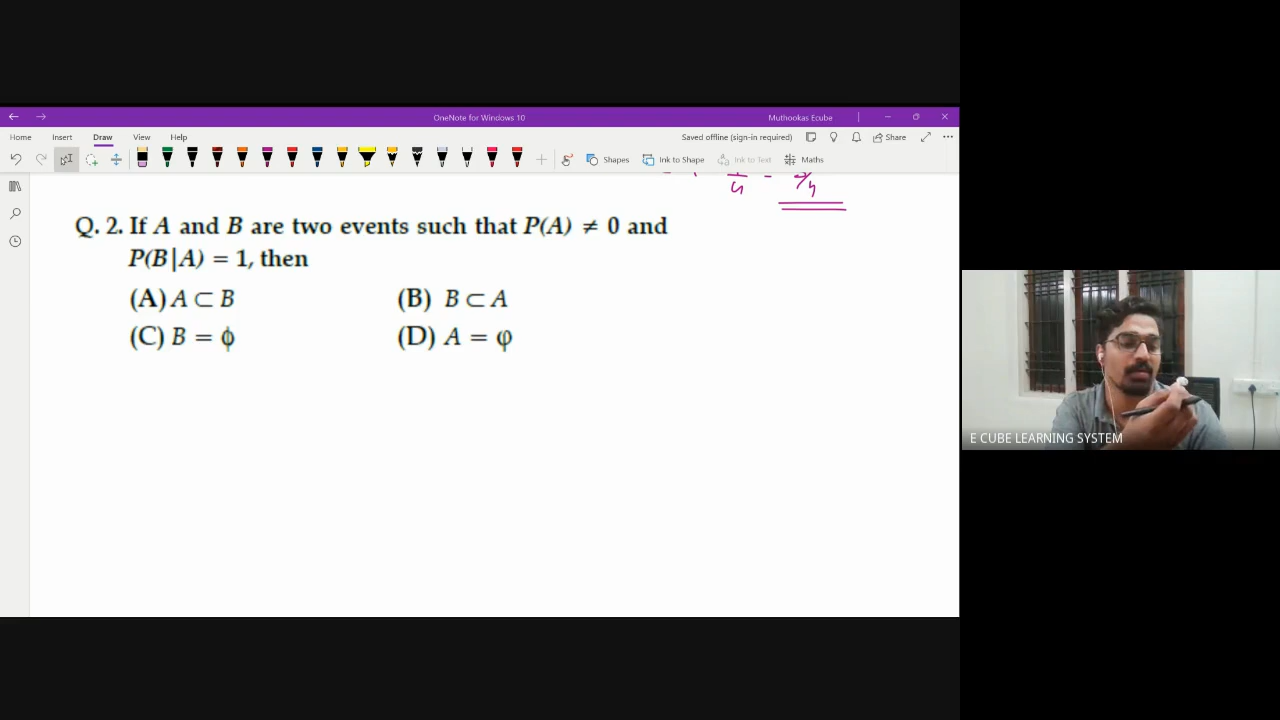 OneNote for Windows 10
Muthookas Ecube
Home Insert Draw View Help
Saved offline (sign-in required)
Share
Shapes
Ink to Shape
Ink to Text
Maths
Q. 2. If A and B are two events such that P(A) ≠ 0 and
P(B|A) = 1, then
(A) A ⊂ B (B) B ⊂ A
(C) B = ϕ (D) A = φ
E CUBE LEARNING SYSTEM